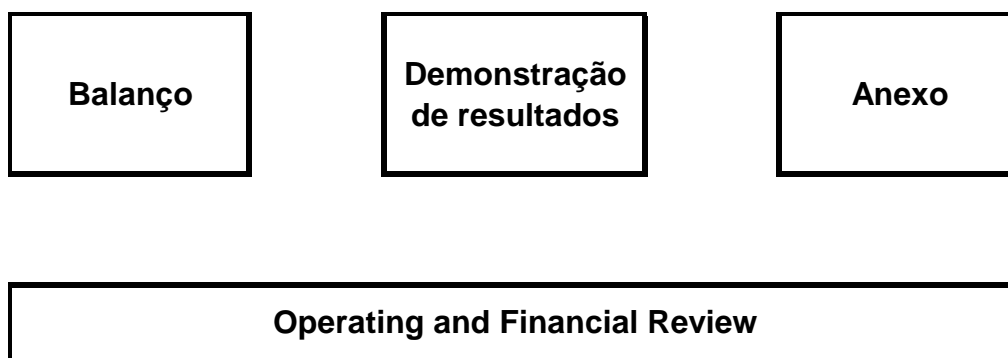 Balanço
Demonstração
de resultados
Anexo
Operating and Financial Review